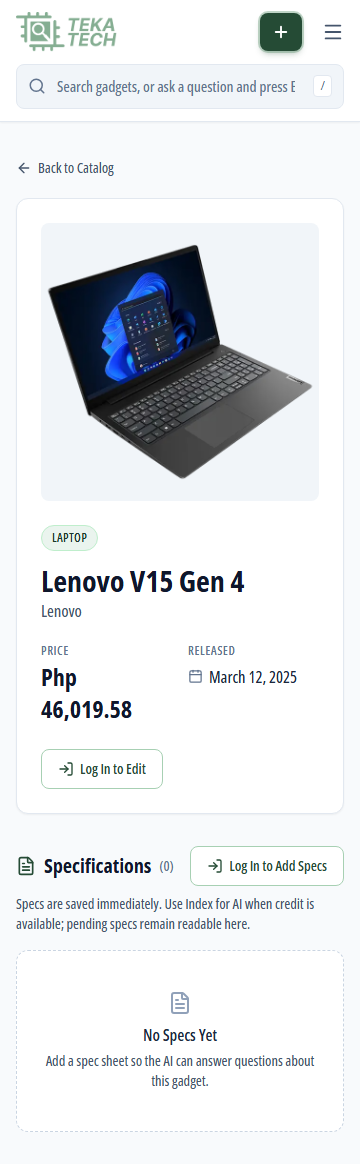 TEKA
TECH
+
Search gadgets, or ask a question and press E
/
Back to Catalog
LAPTOP
Lenovo V15 Gen 4
Lenovo
PRICE
Php
46,019.58
RELEASED
March 12, 2025
Log In to Edit
Specifications (0)
Log In to Add Specs
Specs are saved immediately. Use Index for AI when credit is
available; pending specs remain readable here.
No Specs Yet
Add a spec sheet so the AI can answer questions about
this gadget.